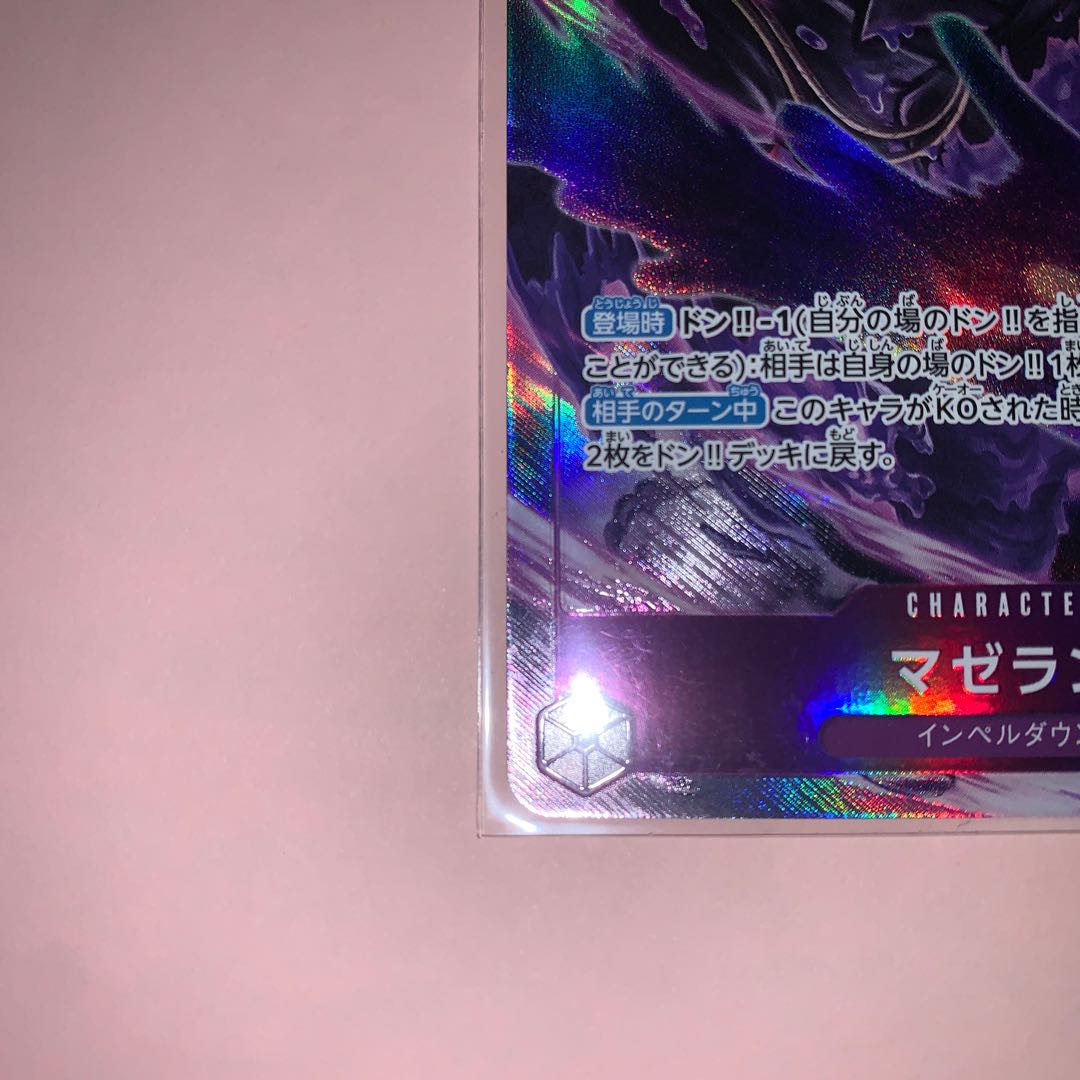 登場時 ドン!!-1(自分の場のドン!!を指
ことができる):相手は自身の場のドン!!1枚
相手のターン中 このキャラがKOされた時
2枚をドン!!デッキに戻す。
CHARACTE
マゼラン
インペルダウン